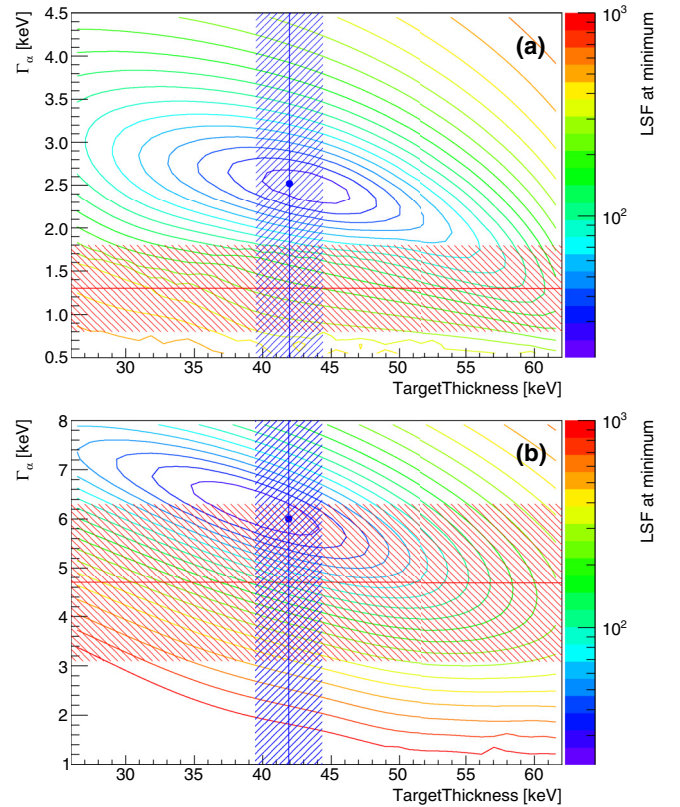 (a)
Γα [keV]
4.5
4.0
3.5
3.0
2.5
2.0
1.5
1.0
0.5
30 35 40 45 50 55 60
TargetThickness [keV]
10³
10²
LSF at minimum
(b)
Γα [keV]
8
7
6
5
4
3
2
1
30 35 40 45 50 55 60
TargetThickness [keV]
10³
10²
LSF at minimum